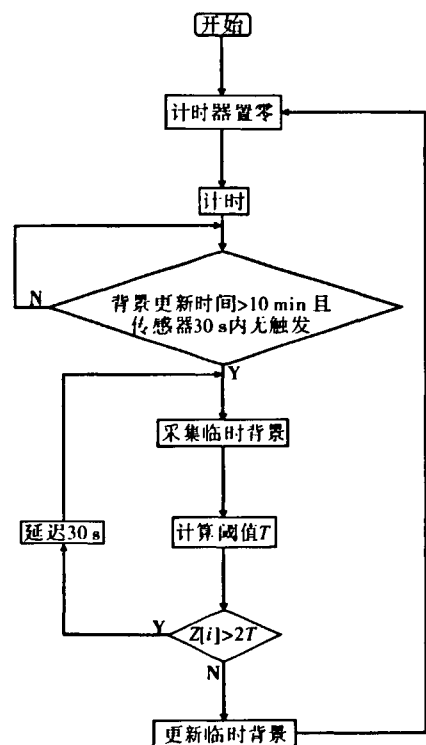 开始
计时器置零
计时
N
背景更新时间>10 min 且
传感器30 s内无触发
Y
采集临时背景
延迟30 s
计算阈值T
Y
Z[i]>2T
N
更新临时背景